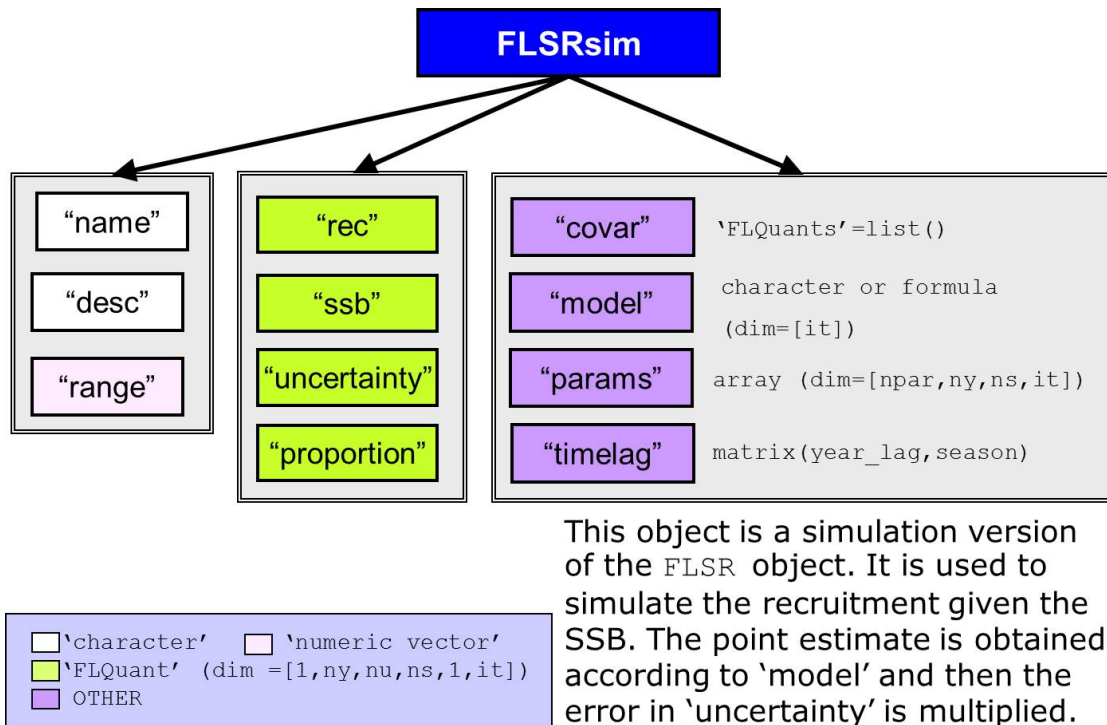 FLSRsim
“name”
“desc”
“range”
“rec”
“ssb”
“uncertainty”
“proportion”
“covar” ‘FLQuants’=list()
“model” character or formula
(dim=[it])
“params” array (dim=[npar,ny,ns,it])
“timelag” matrix(year_lag,season)
This object is a simulation version
of the FLSR object. It is used to
simulate the recruitment given the
SSB. The point estimate is obtained
according to ‘model’ and then the
error in ‘uncertainty’ is multiplied.
‘character’ ‘numeric vector’
‘FLQuant’ (dim =[1,ny,nu,ns,1,it])
OTHER